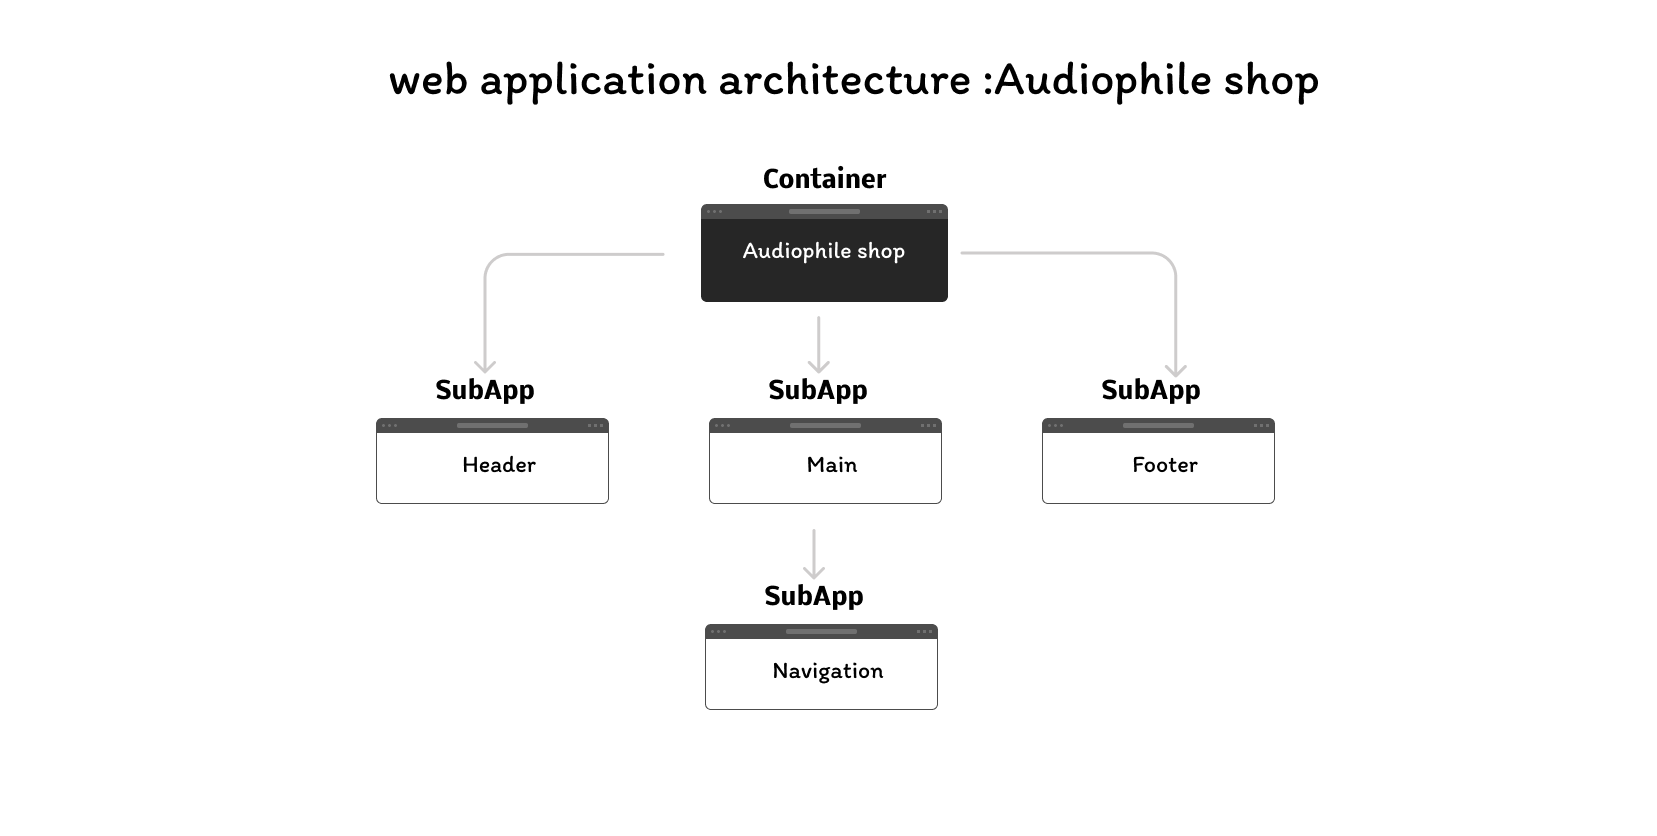 web application architecture :Audiophile shop
Container
Audiophile shop
SubApp
SubApp
SubApp
Header
Main
Footer
SubApp
Navigation